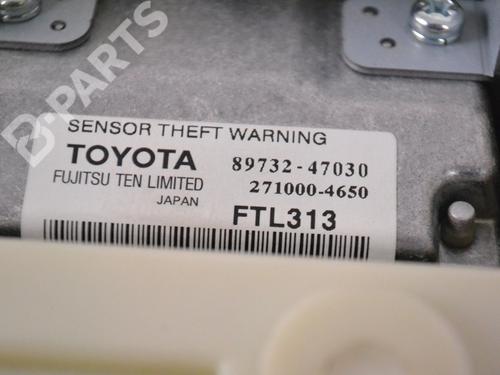 B-PARTS
SENSOR THEFT WARNING
TOYOTA 89732-47030
FUJITSU TEN LIMITED 271000-4650
JAPAN FTL313